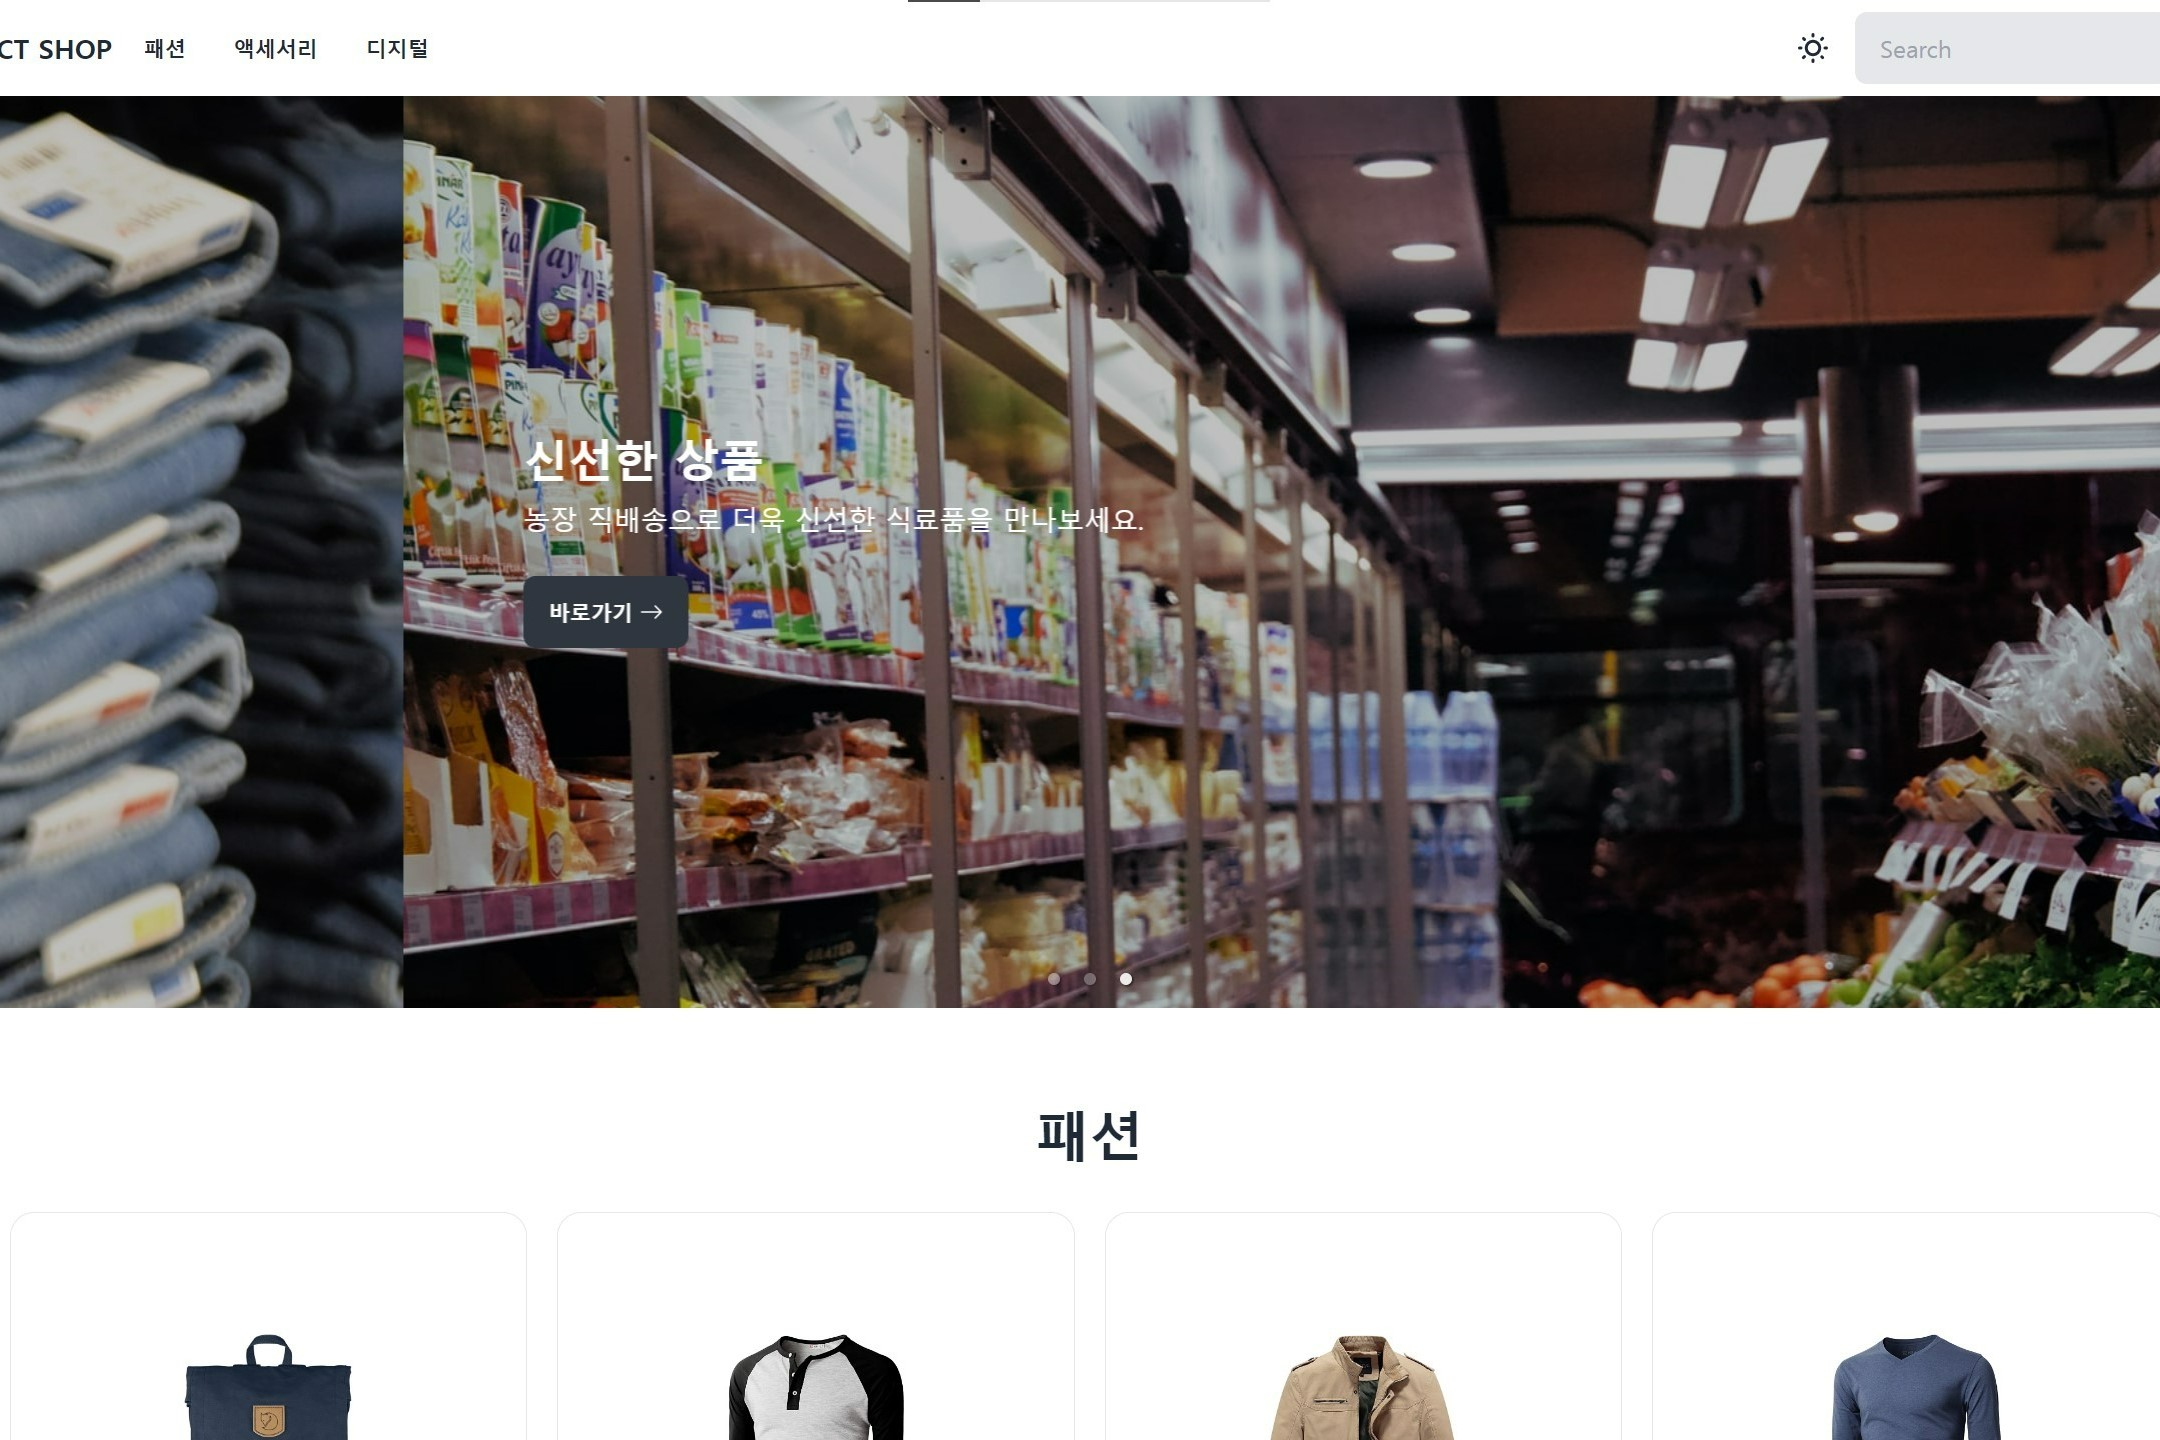 CT SHOP 패션 액세서리 디지털 Search
신선한 상품
농장 직배송으로 더욱 신선한 식료품을 만나보세요.
바로가기 →
패션